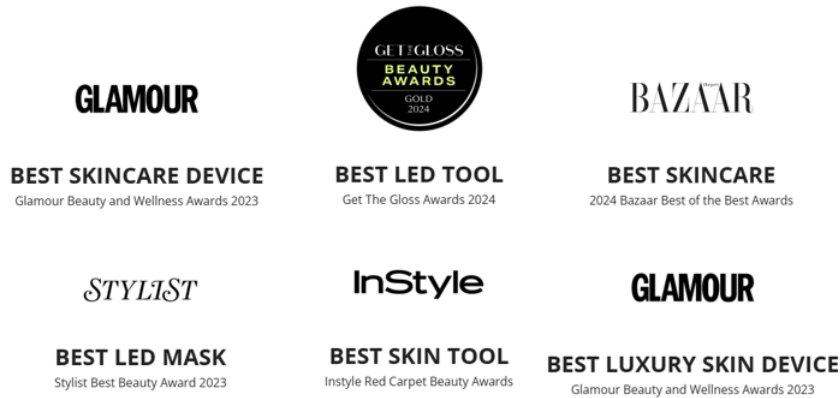 GLAMOUR
BEST SKINCARE DEVICE
Glamour Beauty and Wellness Awards 2023
GET THE GLOSS
BEAUTY
AWARDS
GOLD
2024
BEST LED TOOL
Get The Gloss Awards 2024
Harper's
BAZAAR
BEST SKINCARE
2024 Bazaar Best of the Best Awards
STYLIST
BEST LED MASK
Stylist Best Beauty Award 2023
InStyle
BEST SKIN TOOL
Instyle Red Carpet Beauty Awards
GLAMOUR
BEST LUXURY SKIN DEVICE
Glamour Beauty and Wellness Awards 2023